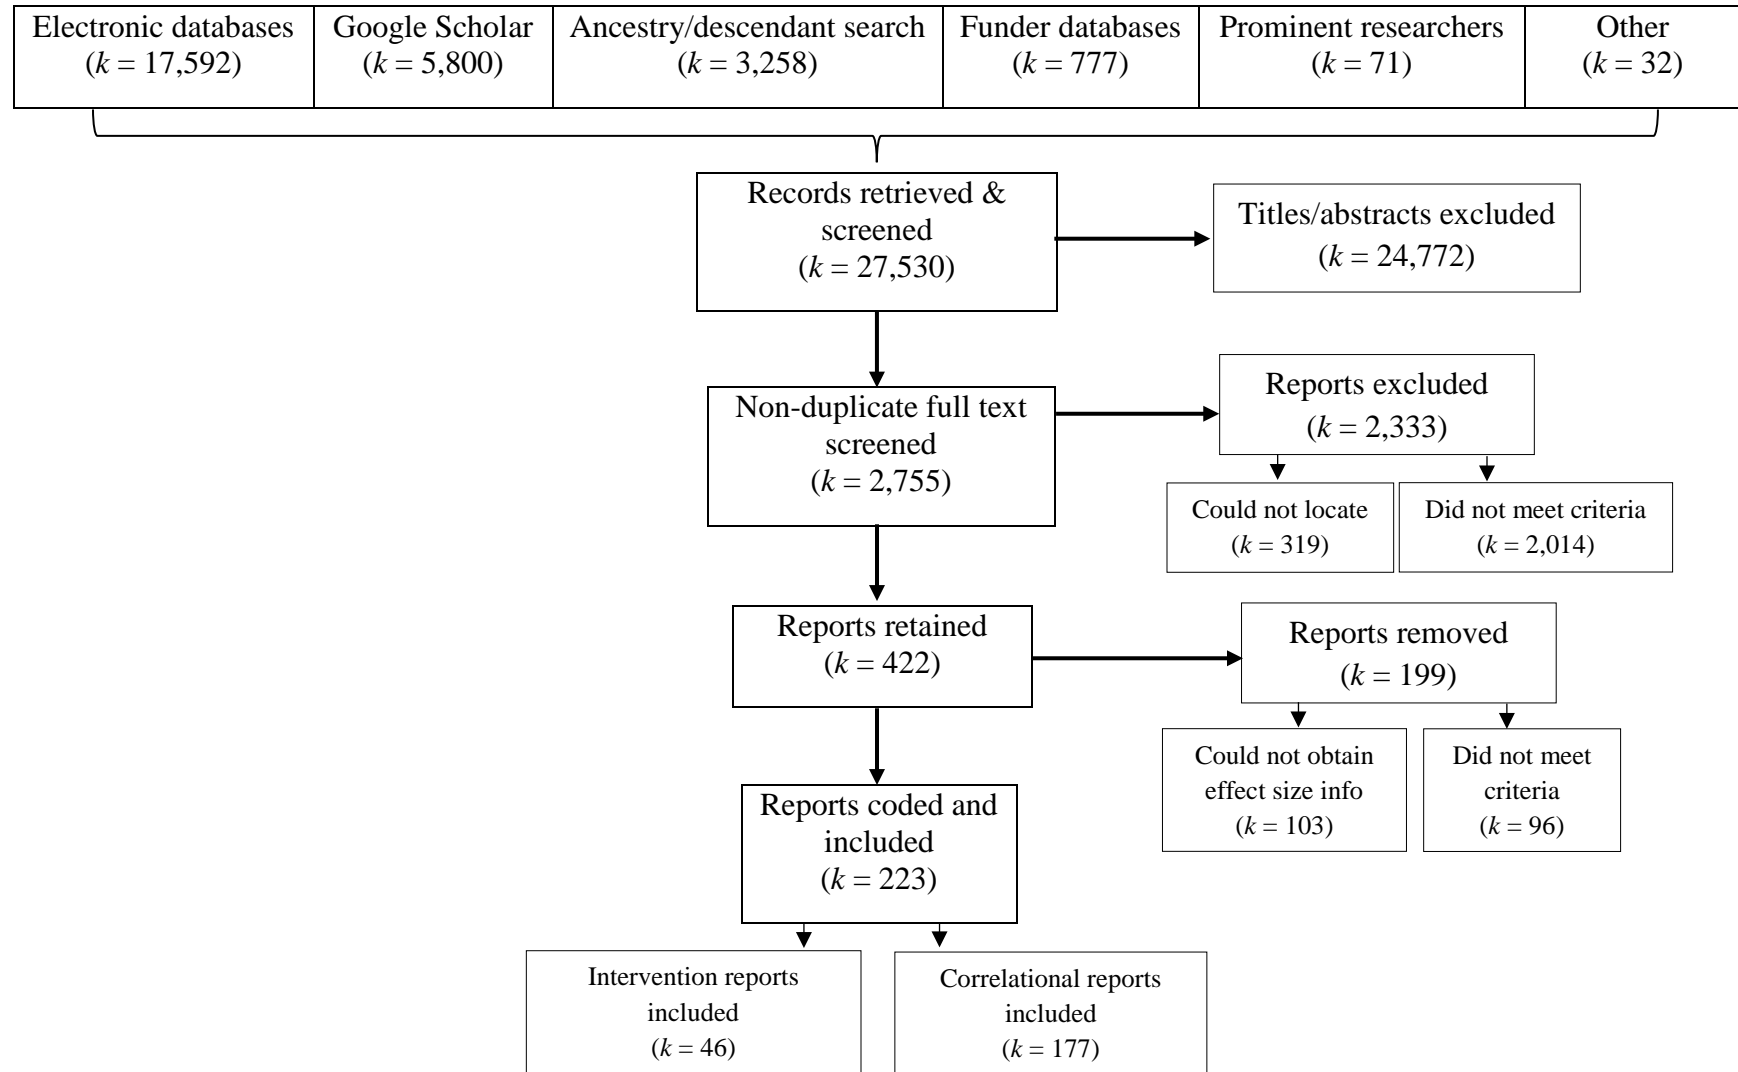 Electronic databases
(k = 17,592)
Google Scholar
(k = 5,800)
Ancestry/descendant search
(k = 3,258)
Funder databases
(k = 777)
Prominent researchers
(k = 71)
Other
(k = 32)
Records retrieved &
screened
(k = 27,530)
Titles/abstracts excluded
(k = 24,772)
Non-duplicate full text
screened
(k = 2,755)
Reports excluded
(k = 2,333)
Could not locate
(k = 319)
Did not meet criteria
(k = 2,014)
Reports retained
(k = 422)
Reports removed
(k = 199)
Could not obtain
effect size info
(k = 103)
Did not meet
criteria
(k = 96)
Reports coded and
included
(k = 223)
Intervention reports
included
(k = 46)
Correlational reports
included
(k = 177)